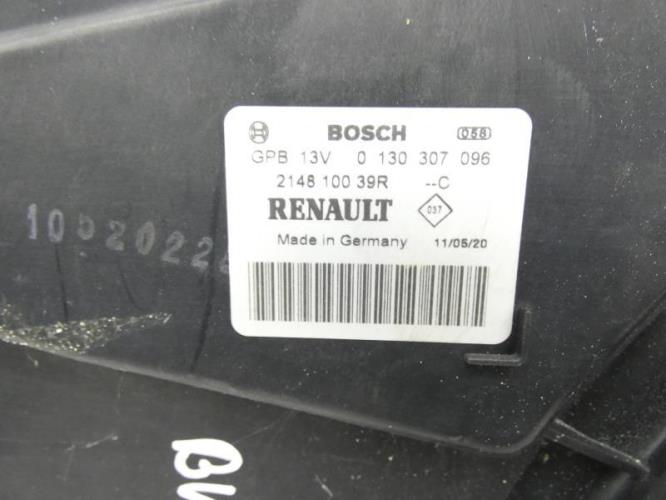 BOSCH 058
GPB 13V 0 130 307 096
2148 100 39R --C
RENAULT 037
Made in Germany 11/05/20